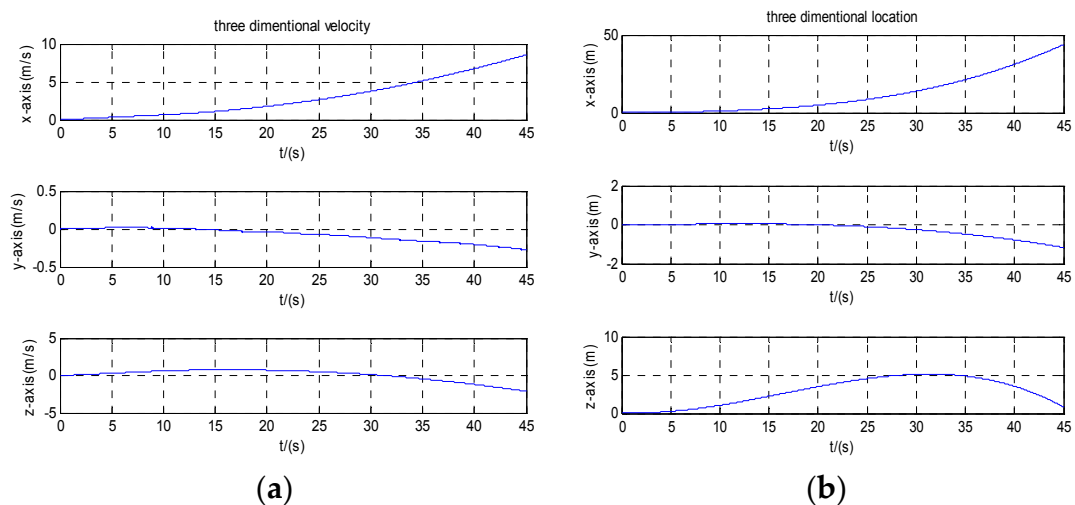 three dimentional velocity
10
5
0
x-axis(m/s)
0 5 10 15 20 25 30 35 40 45
t/(s)
0.5
0
-0.5
y-axis(m/s)
0 5 10 15 20 25 30 35 40 45
t/(s)
5
0
-5
z-axis(m/s)
0 5 10 15 20 25 30 35 40 45
t/(s)
(a)
three dimentional location
50
0
x-axis(m)
0 5 10 15 20 25 30 35 40 45
t/(s)
2
0
-2
y-axis(m)
0 5 10 15 20 25 30 35 40 45
t/(s)
10
5
0
z-axis(m)
0 5 10 15 20 25 30 35 40 45
t/(s)
(b)